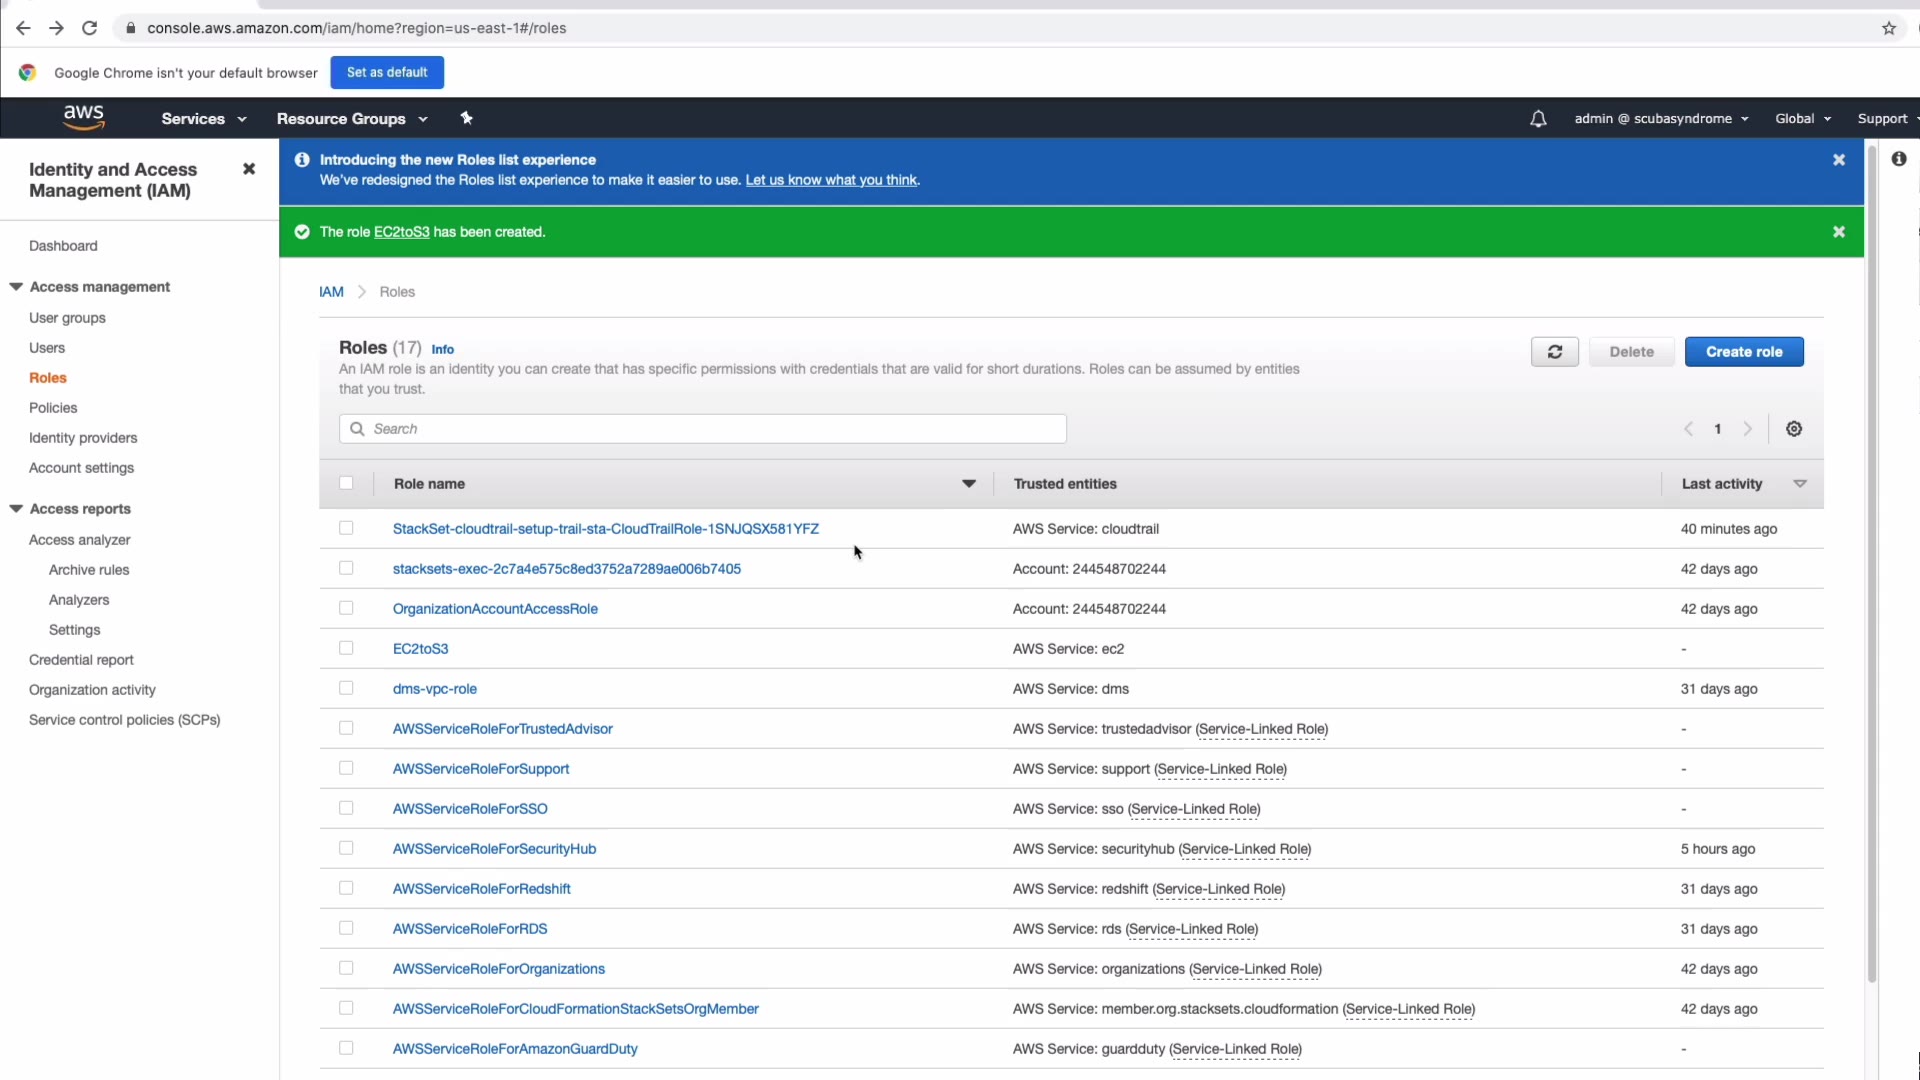 console.aws.amazon.com/iam/home?region=us-east-1#/roles
Google Chrome isn't your default browser
Set as default
aws
Services
Resource Groups
admin @ scubasyndrome
Global
Support
Identity and Access
Management (IAM)
Dashboard
Access management
User groups
Users
Roles
Policies
Identity providers
Account settings
Access reports
Access analyzer
Archive rules
Analyzers
Settings
Credential report
Organization activity
Service control policies (SCPs)
Introducing the new Roles list experience
We've redesigned the Roles list experience to make it easier to use. Let us know what you think.
The role EC2toS3 has been created.
IAM Roles
Roles (17) Info
An IAM role is an identity you can create that has specific permissions with credentials that are valid for short durations. Roles can be assumed by entities
that you trust.
Delete
Create role
Search
1
Role name Trusted entities Last activity
StackSet-cloudtrail-setup-trail-sta-CloudTrailRole-1SNJQSX581YFZ AWS Service: cloudtrail 40 minutes ago
stacksets-exec-2c7a4e575c8ed3752a7289ae006b7405 Account: 244548702244 42 days ago
OrganizationAccountAccessRole Account: 244548702244 42 days ago
EC2toS3 AWS Service: ec2 -
dms-vpc-role AWS Service: dms 31 days ago
AWSServiceRoleForTrustedAdvisor AWS Service: trustedadvisor (Service-Linked Role) -
AWSServiceRoleForSupport AWS Service: support (Service-Linked Role) -
AWSServiceRoleForSSO AWS Service: sso (Service-Linked Role) -
AWSServiceRoleForSecurityHub AWS Service: securityhub (Service-Linked Role) 5 hours ago
AWSServiceRoleForRedshift AWS Service: redshift (Service-Linked Role) 31 days ago
AWSServiceRoleForRDS AWS Service: rds (Service-Linked Role) 31 days ago
AWSServiceRoleForOrganizations AWS Service: organizations (Service-Linked Role) 42 days ago
AWSServiceRoleForCloudFormationStackSetsOrgMember AWS Service: member.org.stacksets.cloudformation (Service-Linked Role) 42 days ago
AWSServiceRoleForAmazonGuardDuty AWS Service: guardduty (Service-Linked Role) -